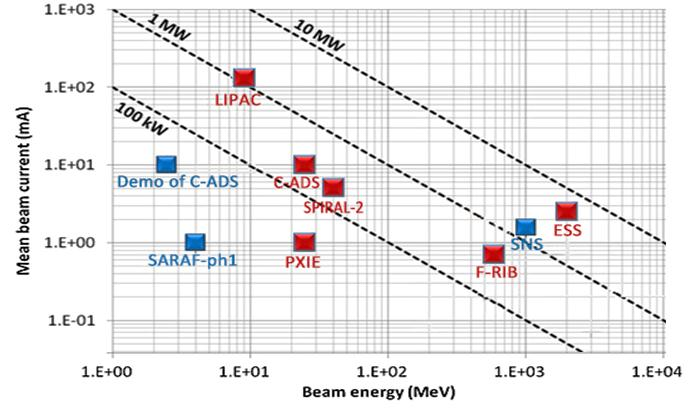 1.E+03
1 MW
10 MW
1.E+02
LIPAC
100 kW
1.E+01
Demo of C-ADS
C-ADS
SPIRAL-2
1.E+00
SARAF-ph1
PXIE
SNS
ESS
F-RIB
1.E-01
1.E+00
1.E+01
1.E+02
1.E+03
1.E+04
Mean beam current (mA)
Beam energy (MeV)